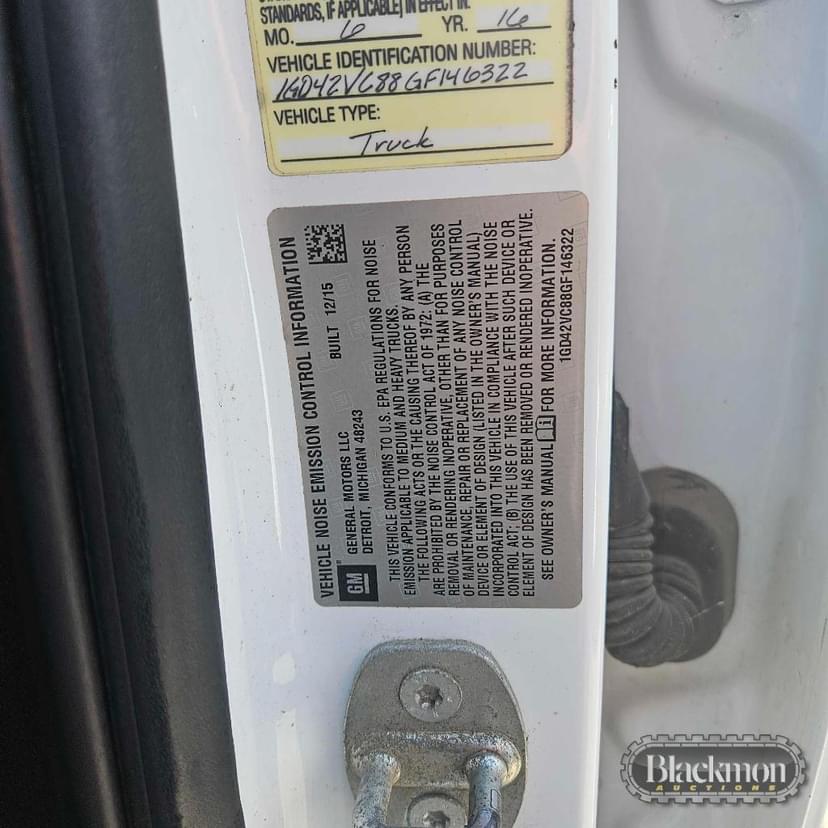 STANDARDS, IF APPLICABLE) IN EFFECT IN:
MO. 6 YR. 16
VEHICLE IDENTIFICATION NUMBER:
1GD42VC88GF146322
VEHICLE TYPE:
Truck
VEHICLE NOISE EMISSION CONTROL INFORMATION
GM
GENERAL MOTORS LLC BUILT 12/15
DETROIT, MICHIGAN 48243
THIS VEHICLE CONFORMS TO U.S. EPA REGULATIONS FOR NOISE
EMISSION APPLICABLE TO MEDIUM AND HEAVY TRUCKS.
THE FOLLOWING ACTS OR THE CAUSING THEREOF BY ANY PERSON
ARE PROHIBITED BY THE NOISE CONTROL ACT OF 1972: (A) THE
REMOVAL OR RENDERING INOPERATIVE, OTHER THAN FOR PURPOSES
OF MAINTENANCE, REPAIR OR REPLACEMENT OF ANY NOISE CONTROL
DEVICE OR ELEMENT OF DESIGN (LISTED IN THE OWNER'S MANUAL)
INCORPORATED INTO THIS VEHICLE IN COMPLIANCE WITH THE NOISE
CONTROL ACT; (B) THE USE OF THIS VEHICLE AFTER SUCH DEVICE OR
ELEMENT OF DESIGN HAS BEEN REMOVED OR RENDERED INOPERATIVE.
SEE OWNER'S MANUAL FOR MORE INFORMATION.
1GD42VC88GF146322
Blackmon
AUCTIONS